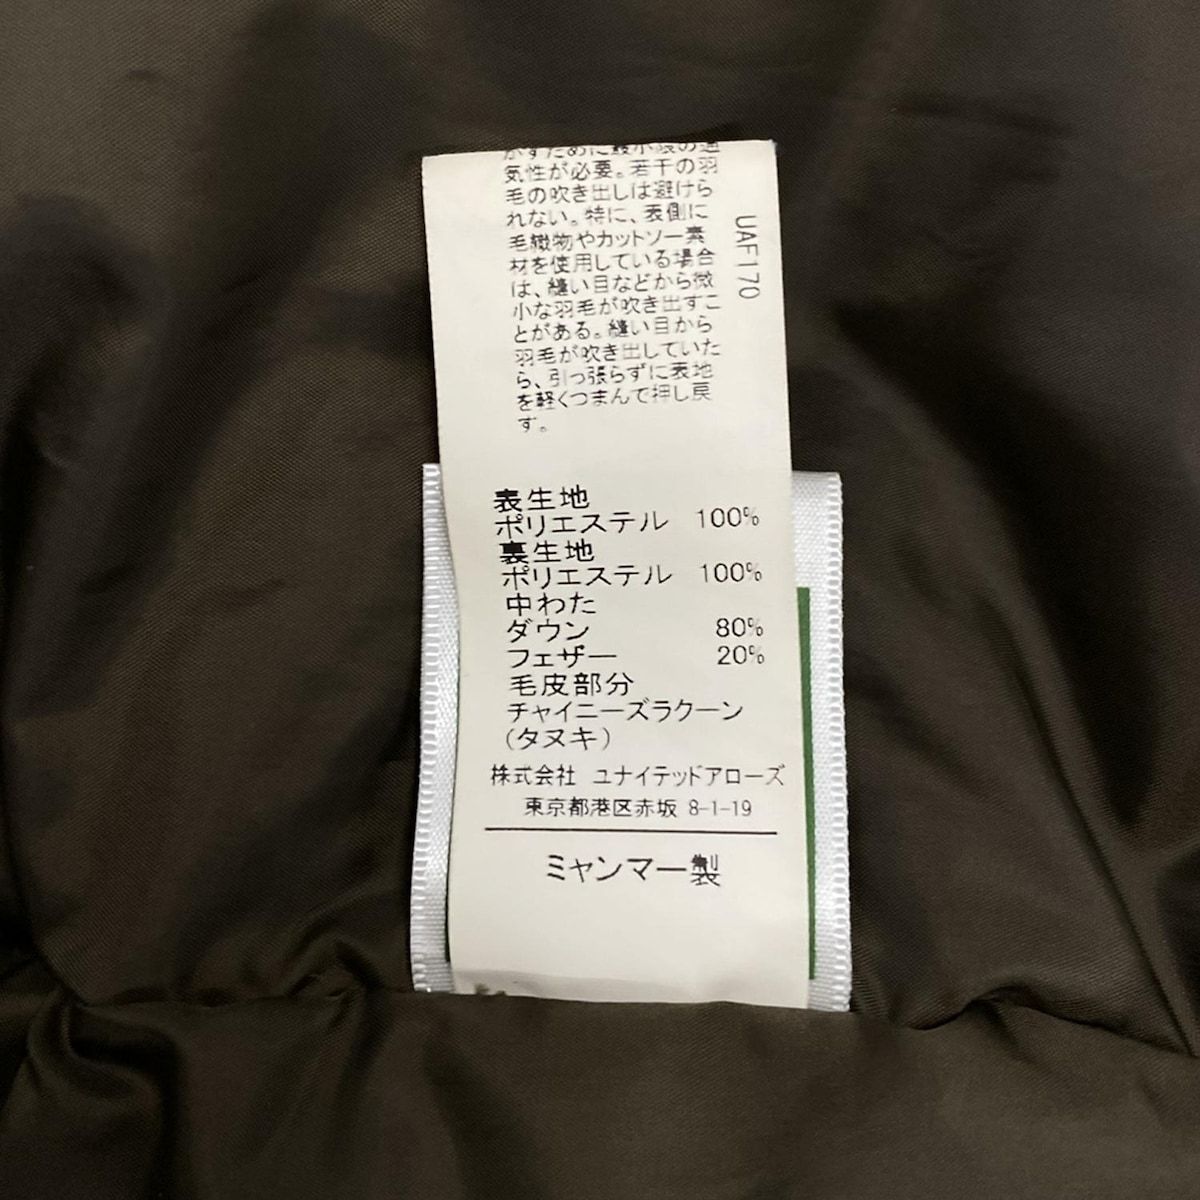 がすために最小限の通
気性が必要。若干の羽
毛の吹き出しは避けら
れない。特に、表側に
毛織物やカットソー素
材を使用している場合
は、縫い目などから微
小な羽毛が吹き出すこ
とがある。縫い目から
羽毛が吹き出していた
ら、引っ張らずに表地
を軽くつまんで押し戻
す。
UAF170
表生地
ポリエステル 100%
裏生地
ポリエステル 100%
中わた
ダウン 80%
フェザー 20%
毛皮部分
チャイニーズラクーン
(タヌキ)
株式会社 ユナイテッドアローズ
東京都港区赤坂 8-1-19
ミャンマー製